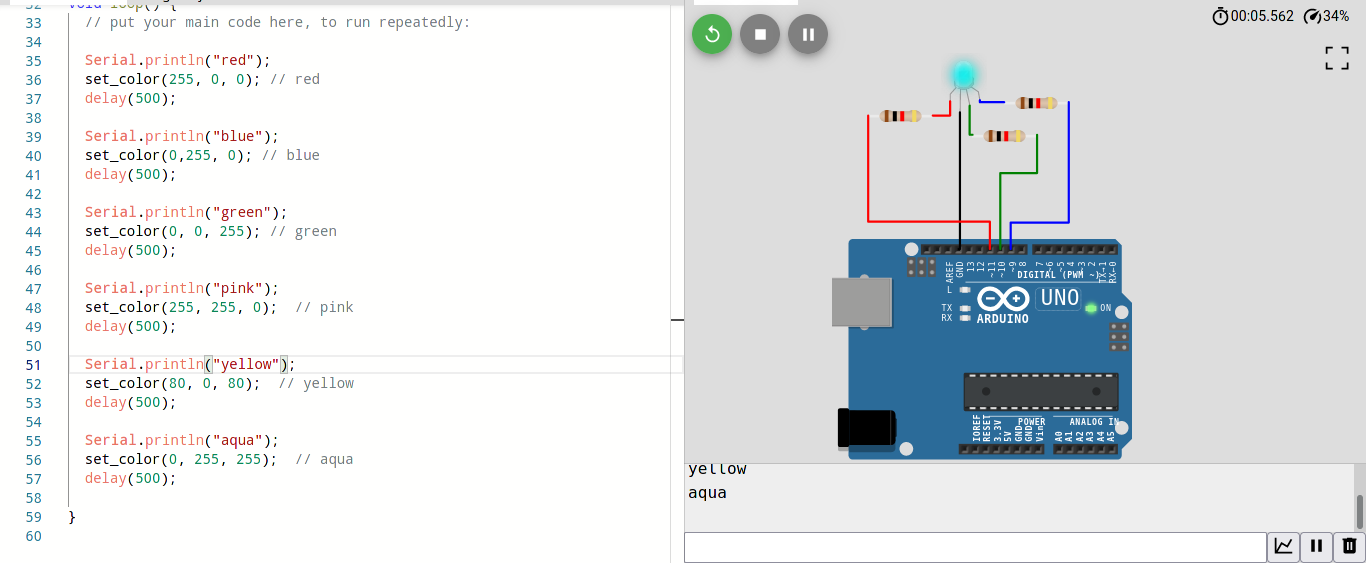 32 void loop() {
33 // put your main code here, to run repeatedly:
34
35 Serial.println("red");
36 set_color(255, 0, 0); // red
37 delay(500);
38
39 Serial.println("blue");
40 set_color(0,255, 0); // blue
41 delay(500);
42
43 Serial.println("green");
44 set_color(0, 0, 255); // green
45 delay(500);
46
47 Serial.println("pink");
48 set_color(255, 255, 0);  // pink
49 delay(500);
50
51 Serial.println("yellow");
52 set_color(80, 0, 80);  // yellow
53 delay(500);
54
55 Serial.println("aqua");
56 set_color(0, 255, 255);  // aqua
57 delay(500);
58
59 }
60
00:05.562 34%
AREF GND 13 12 ~11 ~10 ~9 8 7 ~6 ~5 4 ~3 2 TX→1 RX←0
DIGITAL (PWM ~)
L
UNO
TX
RX
ON
ARDUINO
POWER ANALOG IN
IOREF RESET 3.3V 5V GND GND Vin A0 A1 A2 A3 A4 A5
yellow
aqua